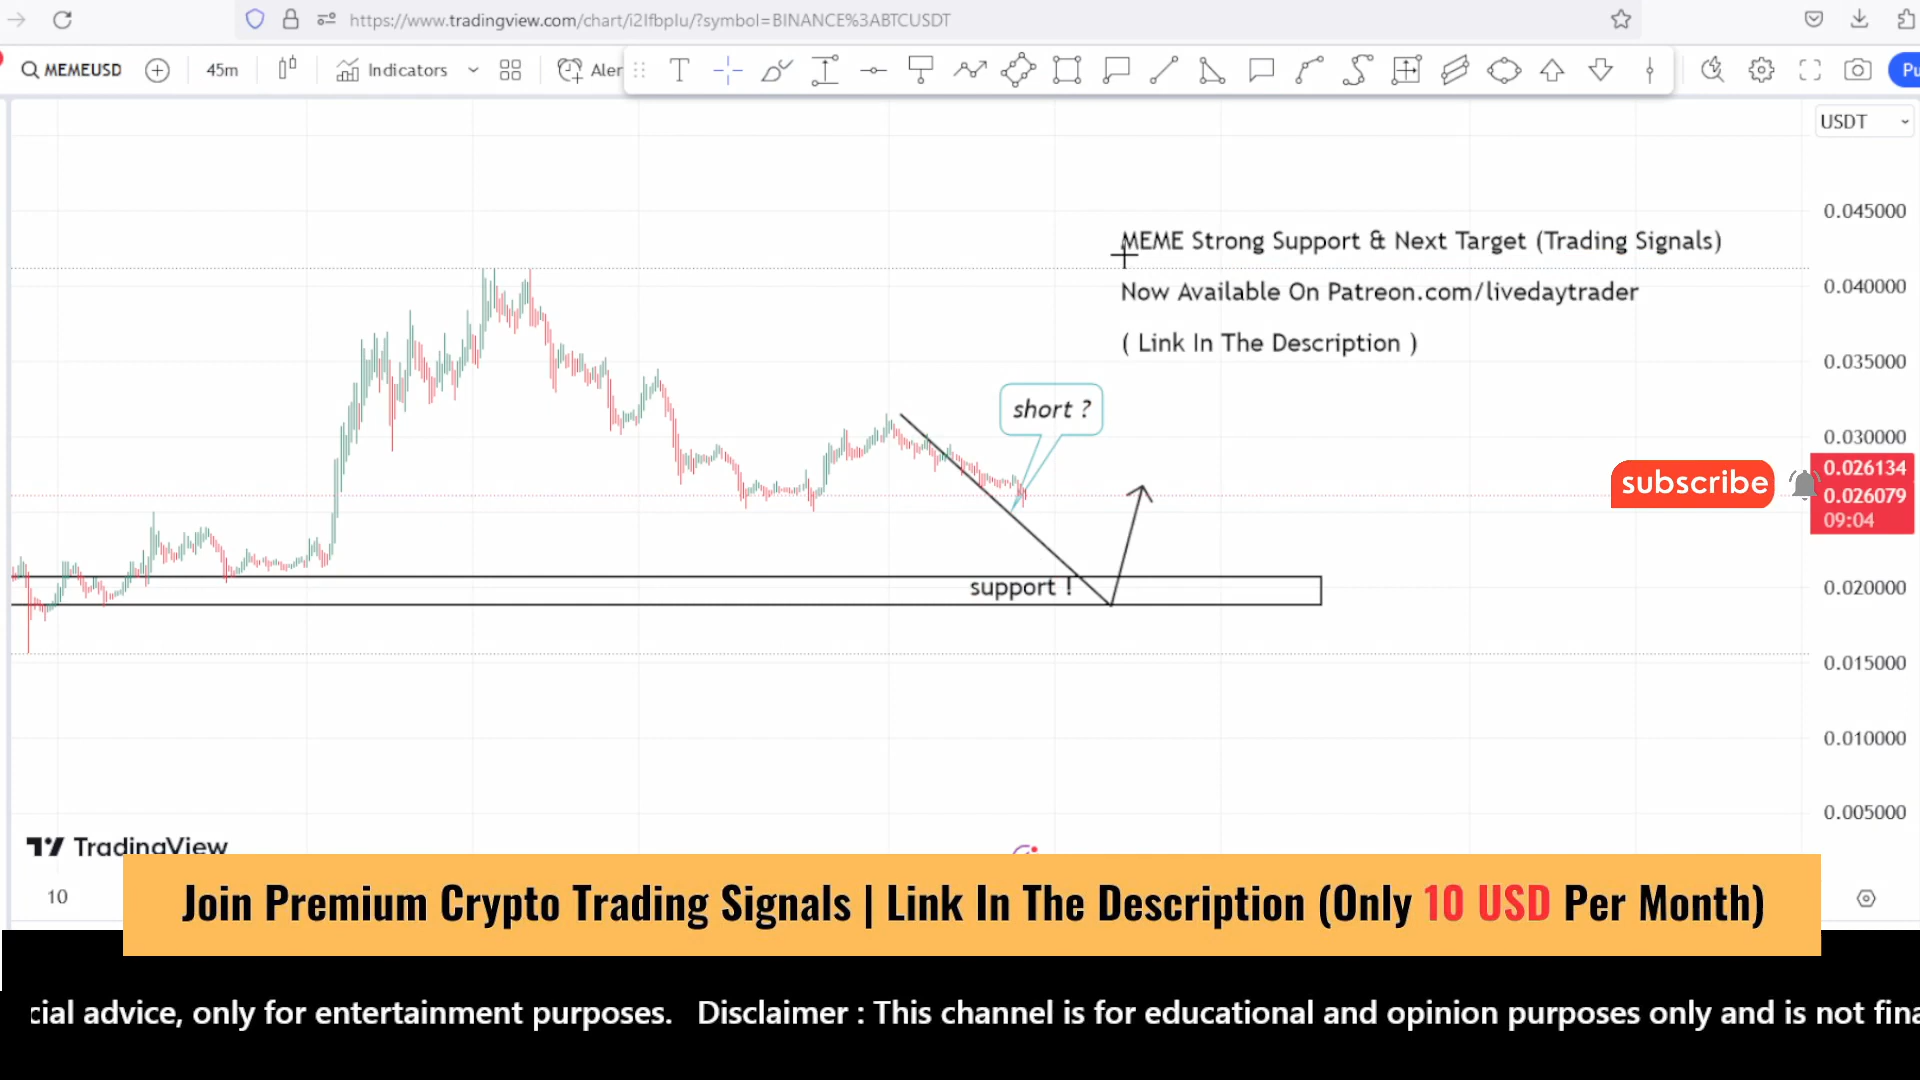 https://www.tradingview.com/chart/i2Ifbplu/?symbol=BINANCE%3ABTCUSDT
MEMEUSD 45m Indicators Aler Pu
USDT
0.045000
MEME Strong Support & Next Target (Trading Signals)
0.040000
Now Available On Patreon.com/livedaytrader
( Link In The Description )
0.035000
short ?
0.030000
subscribe
0.026134
0.026079
09:04
support !
0.020000
0.015000
0.010000
0.005000
TradingView
10
Join Premium Crypto Trading Signals | Link In The Description (Only 10 USD Per Month)
cial advice, only for entertainment purposes. Disclaimer : This channel is for educational and opinion purposes only and is not fina